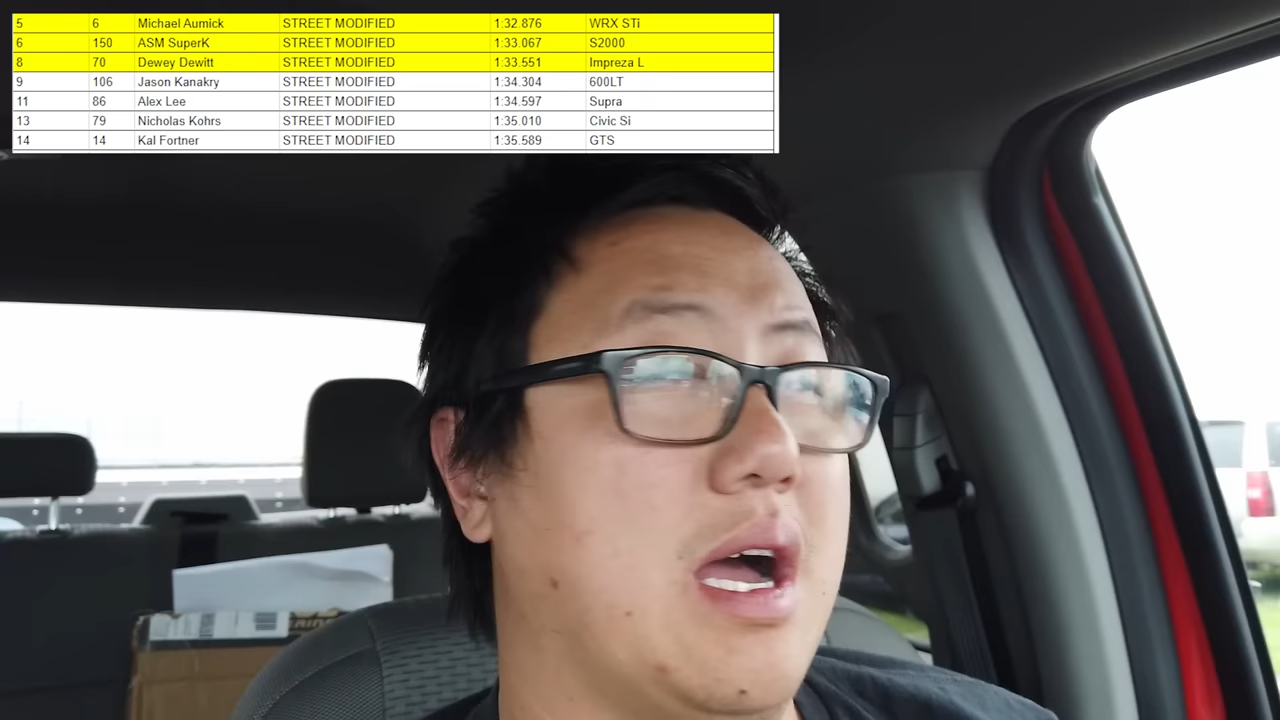 5 6 Michael Aumick STREET MODIFIED 1:32.876 WRX STi
6 150 ASM SuperK STREET MODIFIED 1:33.067 S2000
8 70 Dewey Dewitt STREET MODIFIED 1:33.551 Impreza L
9 106 Jason Kanakry STREET MODIFIED 1:34.304 600LT
11 86 Alex Lee STREET MODIFIED 1:34.597 Supra
13 79 Nicholas Kohrs STREET MODIFIED 1:35.010 Civic Si
14 14 Kal Fortner STREET MODIFIED 1:35.589 GTS